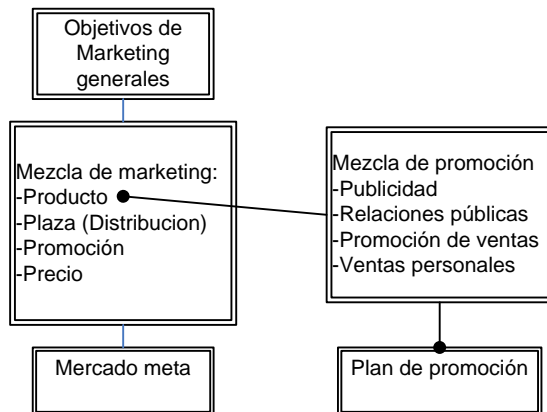 Objetivos de
Marketing
generales
Mezcla de marketing:
-Producto
-Plaza (Distribucion)
-Promoción
-Precio
Mezcla de promoción
-Publicidad
-Relaciones públicas
-Promoción de ventas
-Ventas personales
Mercado meta
Plan de promoción